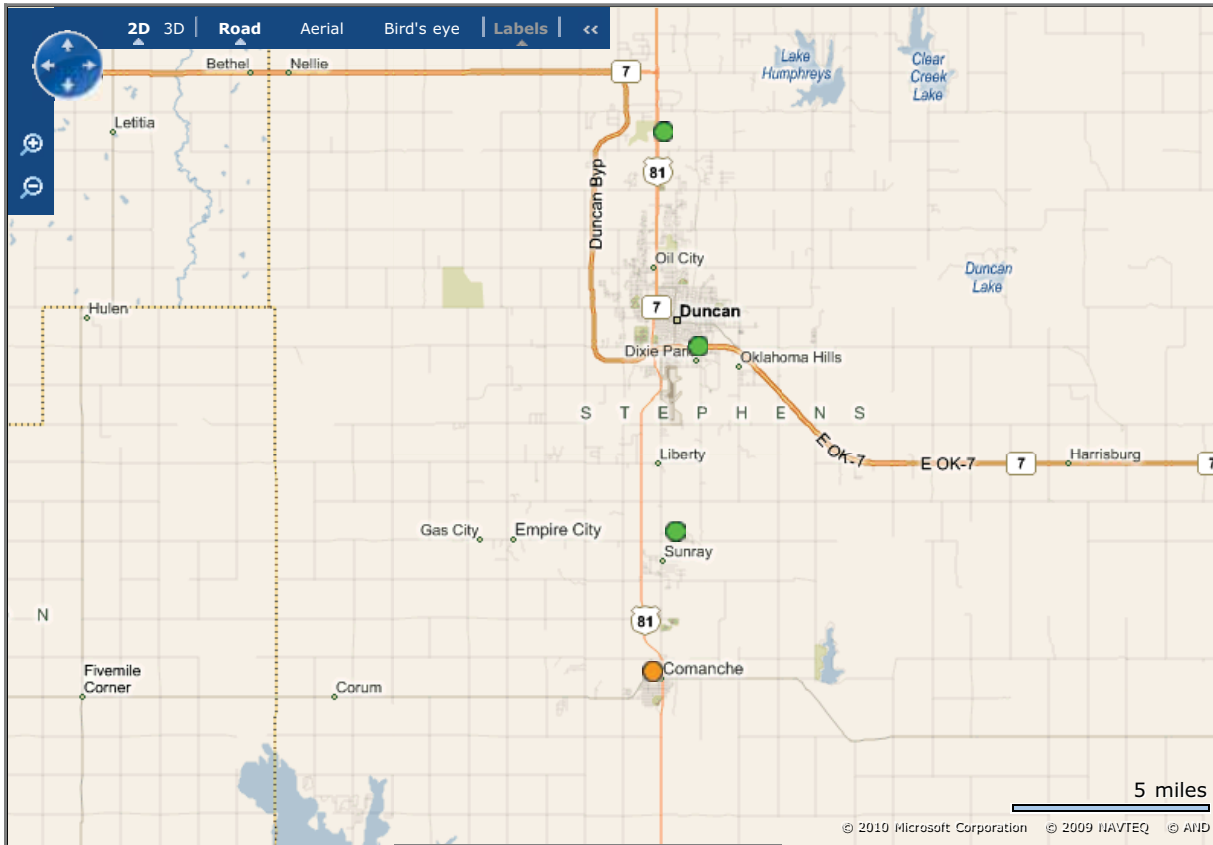 2D 3D Road Aerial Bird's eye Labels <<
Bethel
Nellie
7
Lake
Humphreys
Clear
Creek
Lake
Letitia
81
Duncan Byp
Oil City
Duncan
Lake
Hulen
7
Duncan
Dixie Par
Oklahoma Hills
S T E P H E N S
E OK-7
Liberty
E OK-7
7
Harrisburg
7
Gas City
Empire City
Sunray
N
81
Fivemile
Corner
Corum
Comanche
5 miles
© 2010 Microsoft Corporation © 2009 NAVTEQ © AND